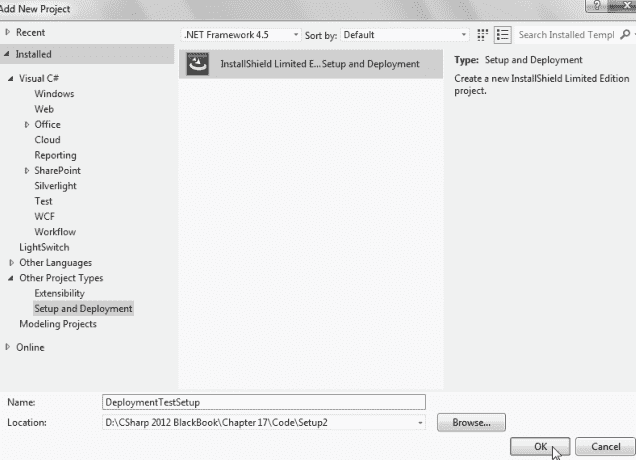 Add New Project
Recent
.NET Framework 4.5
Sort by:
Default
Search Installed Templ
Installed
InstallShield Limited E...Setup and Deployment
Type: Setup and Deployment
Create a new InstallShield Limited Edition
project.
Visual C#
Windows
Web
Office
Cloud
Reporting
SharePoint
Silverlight
Test
WCF
Workflow
LightSwitch
Other Languages
Other Project Types
Extensibility
Setup and Deployment
Modeling Projects
Online
Name:
DeploymentTestSetup
Location:
D:\CSharp 2012 BlackBook\Chapter 17\Code\Setup2
Browse...
OK
Cancel